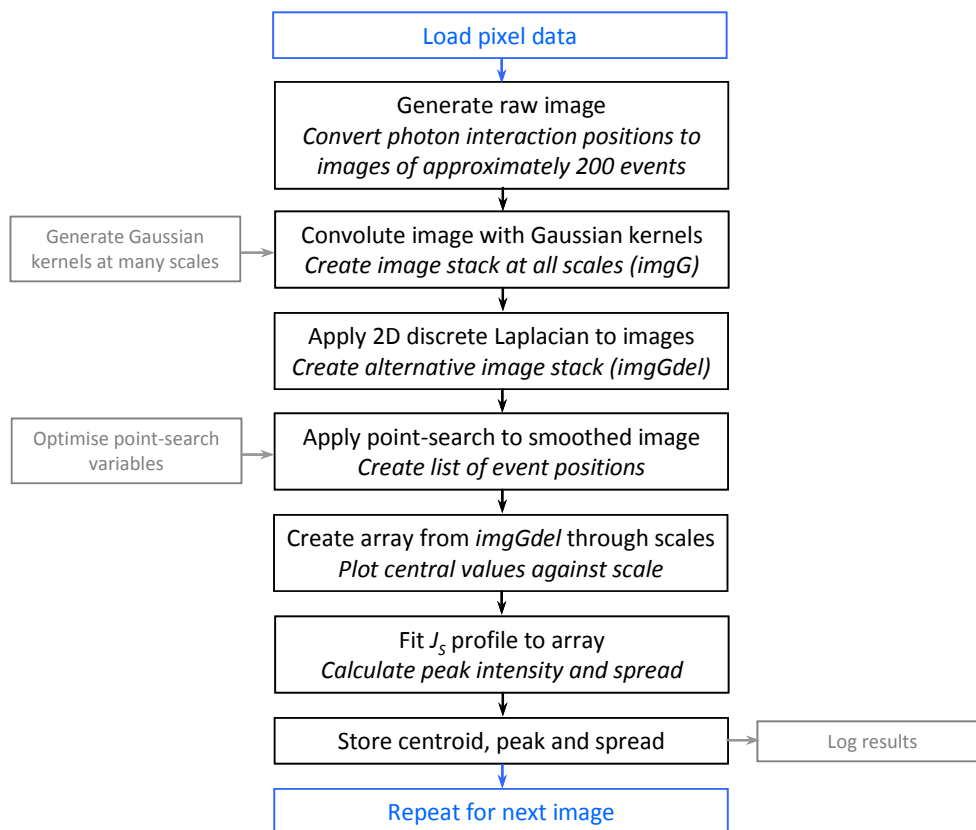 Load pixel data
Generate raw image
Convert photon interaction positions to
images of approximately 200 events
Generate Gaussian
kernels at many scales
Convolute image with Gaussian kernels
Create image stack at all scales (imgG)
Apply 2D discrete Laplacian to images
Create alternative image stack (imgGdel)
Optimise point-search
variables
Apply point-search to smoothed image
Create list of event positions
Create array from imgGdel through scales
Plot central values against scale
Fit Js profile to array
Calculate peak intensity and spread
Store centroid, peak and spread
Log results
Repeat for next image